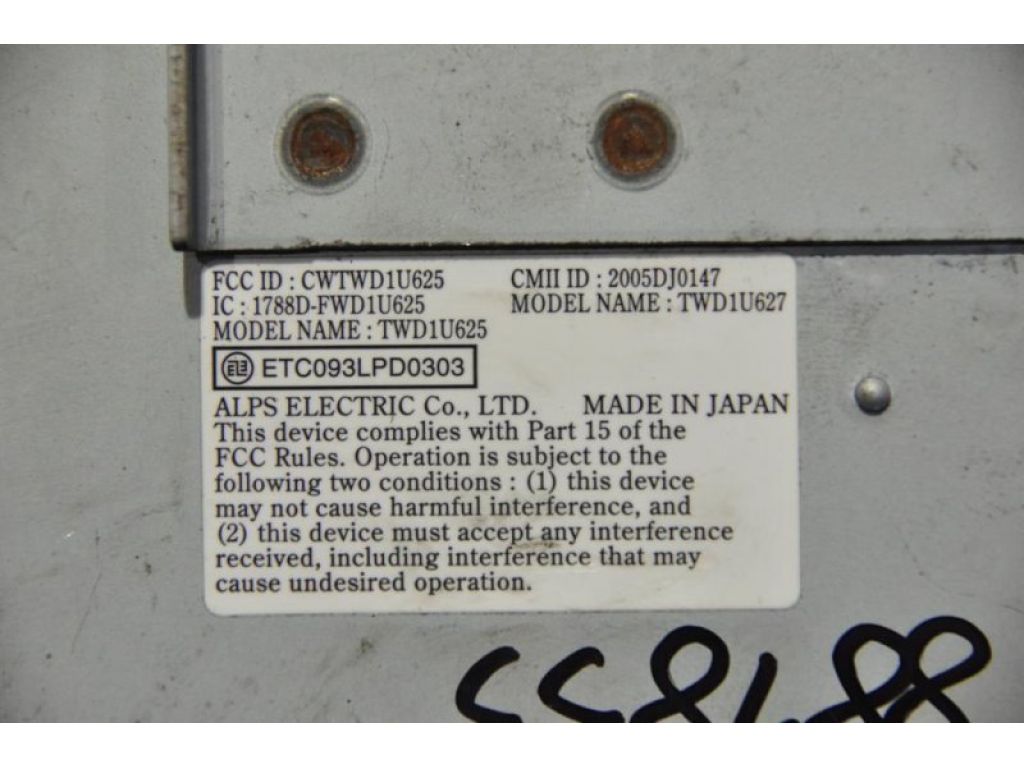 FCC ID : CWTWD1U625 CMII ID : 2005DJ0147
IC : 1788D-FWD1U625 MODEL NAME : TWD1U627
MODEL NAME : TWD1U625
ETC093LPD0303
ALPS ELECTRIC Co., LTD. MADE IN JAPAN
This device complies with Part 15 of the
FCC Rules. Operation is subject to the
following two conditions : (1) this device
may not cause harmful interference, and
(2) this device must accept any interference
received, including interference that may
cause undesired operation.